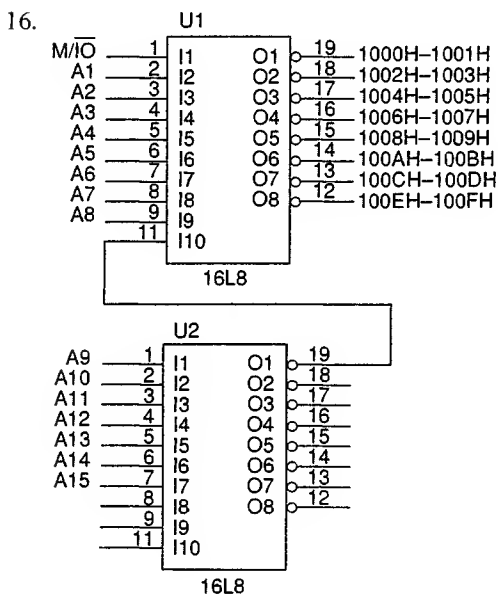 16.
U1
M/I̅O̅ 1 I1 O1 19 1000H–1001H
A1 2 I2 O2 18 1002H–1003H
A2 3 I3 O3 17 1004H–1005H
A3 4 I4 O4 16 1006H–1007H
A4 5 I5 O5 15 1008H–1009H
A5 6 I6 O6 14 100AH–100BH
A6 7 I7 O7 13 100CH–100DH
A7 8 I8 O8 12 100EH–100FH
A8 9 I9
11 I10
16L8
U2
A9 1 I1 O1 19
A10 2 I2 O2 18
A11 3 I3 O3 17
A12 4 I4 O4 16
A13 5 I5 O5 15
A14 6 I6 O6 14
A15 7 I7 O7 13
8 I8 O8 12
9 I9
11 I10
16L8